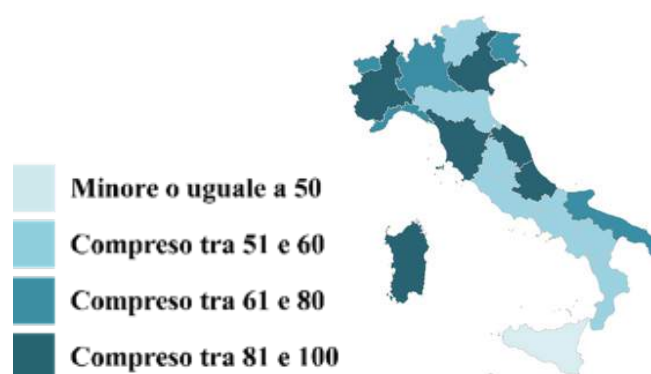 Minore o uguale a 50
Compreso tra 51 e 60
Compreso tra 61 e 80
Compreso tra 81 e 100